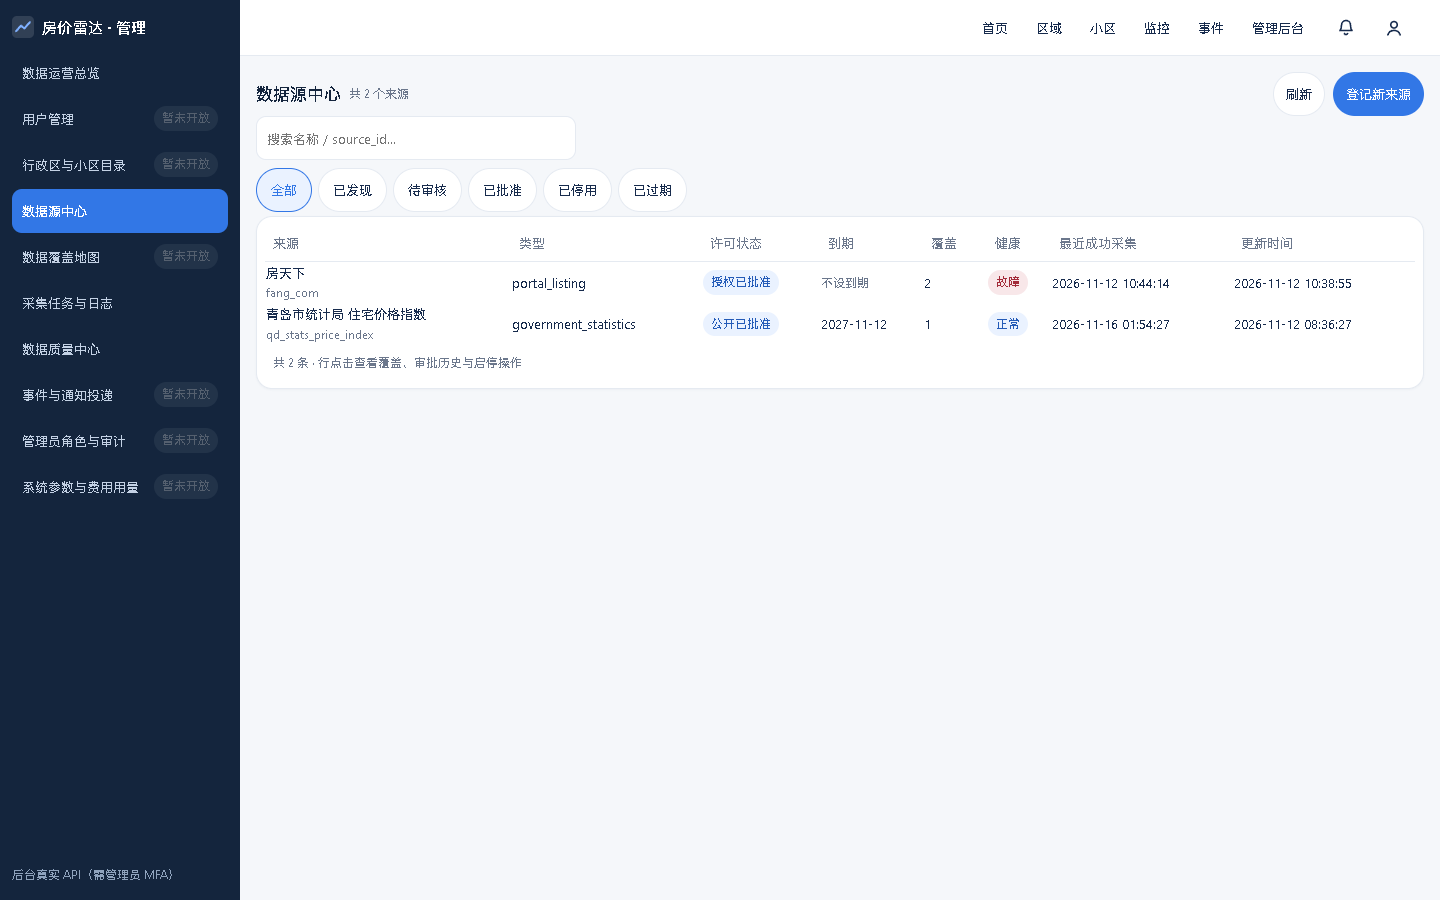 房价雷达 · 管理
数据运营总览
用户管理 暂未开放
行政区与小区目录 暂未开放
数据源中心
数据覆盖地图 暂未开放
采集任务与日志
数据质量中心
事件与通知投递 暂未开放
管理员角色与审计 暂未开放
系统参数与费用用量 暂未开放
后台真实 API（需管理员 MFA）
首页 区域 小区 监控 事件 管理后台
数据源中心 共 2 个来源 刷新 登记新来源
搜索名称 / source_id...
全部 已发现 待审核 已批准 已停用 已过期
来源 类型 许可状态 到期 覆盖 健康 最近成功采集 更新时间
房天下
fang_com
portal_listing 授权已批准 不设到期 2 故障 2026-11-12 10:44:14 2026-11-12 10:38:55
青岛市统计局 住宅价格指数
qd_stats_price_index
government_statistics 公开已批准 2027-11-12 1 正常 2026-11-16 01:54:27 2026-11-12 08:36:27
共 2 条 · 行点击查看覆盖、审批历史与启停操作